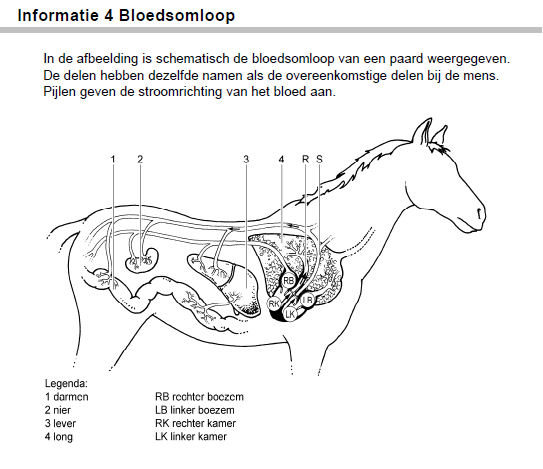 Informatie 4 Bloedsomloop
In de afbeelding is schematisch de bloedsomloop van een paard weergegeven.
De delen hebben dezelfde namen als de overeenkomstige delen bij de mens.
Pijlen geven de stroomrichting van het bloed aan.
1 2 3 4 R S
RB
RK LK
Legenda:
1 darmen RB rechter boezem
2 nier LB linker boezem
3 lever RK rechter kamer
4 long LK linker kamer